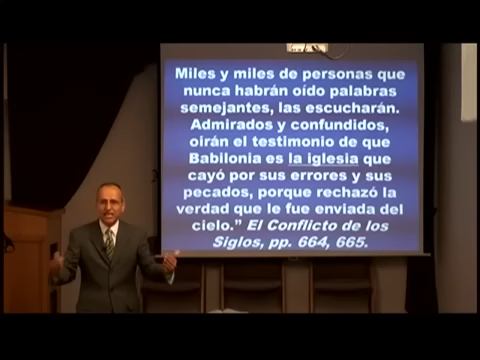 Miles y miles de personas que
nunca habrán oído palabras
semejantes, las escucharán.
Admirados y confundidos,
oirán el testimonio de que
Babilonia es la iglesia que
cayó por sus errores y sus
pecados, porque rechazó la
verdad que le fue enviada del
cielo.” El Conflicto de los
Siglos, pp. 664, 665.